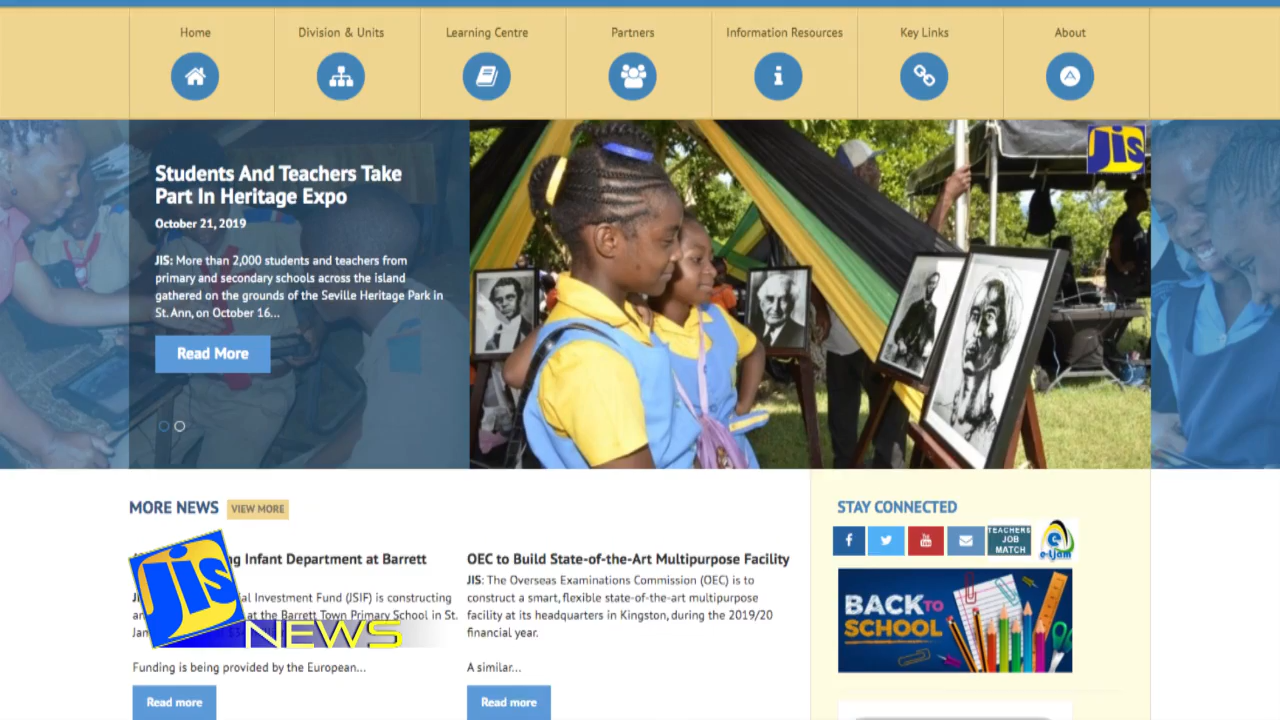 Home
Division & Units
Learning Centre
Partners
Information Resources
Key Links
About
JIS
Students And Teachers Take
Part In Heritage Expo
October 21, 2019
JIS: More than 2,000 students and teachers from
primary and secondary schools across the island
gathered on the grounds of the Seville Heritage Park in
St. Ann, on October 16...
Read More
MORE NEWS
VIEW MORE
Infant Department at Barrett
al Investment Fund (JSIF) is constructing
at the Barrett Town Primary School in St.
Funding is being provided by the European...
Read more
JIS
NEWS
OEC to Build State-of-the-Art Multipurpose Facility
JIS: The Overseas Examinations Commission (OEC) is to
construct a smart, flexible state-of-the-art multipurpose
facility at its headquarters in Kingston, during the 2019/20
financial year.
A similar...
Read more
STAY CONNECTED
TEACHERS
JOB
MATCH
e-ljam
BACK TO
SCHOOL